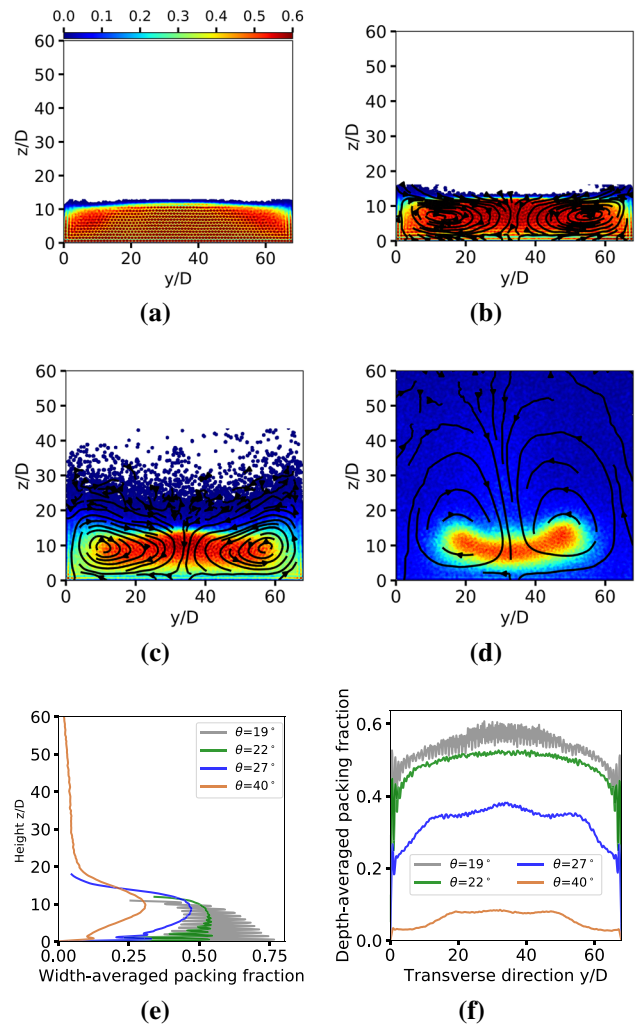 0.0 0.1 0.2 0.3 0.4 0.5 0.6
60
50
40
30
20
10
0
z/D
0 20 40 60
y/D
(a)
60
50
40
30
20
10
0
z/D
0 20 40 60
y/D
(b)
60
50
40
30
20
10
0
z/D
0 20 40 60
y/D
(c)
60
50
40
30
20
10
0
z/D
0 20 40 60
y/D
(d)
60
50
40
30
20
10
0
Height z/D
θ=19°
θ=22°
θ=27°
θ=40°
0.00 0.25 0.50 0.75
Width-averaged packing fraction
(e)
0.6
0.4
0.2
0.0
Depth-averaged packing fraction
θ=19° θ=27°
θ=22° θ=40°
0 20 40 60
Transverse direction y/D
(f)